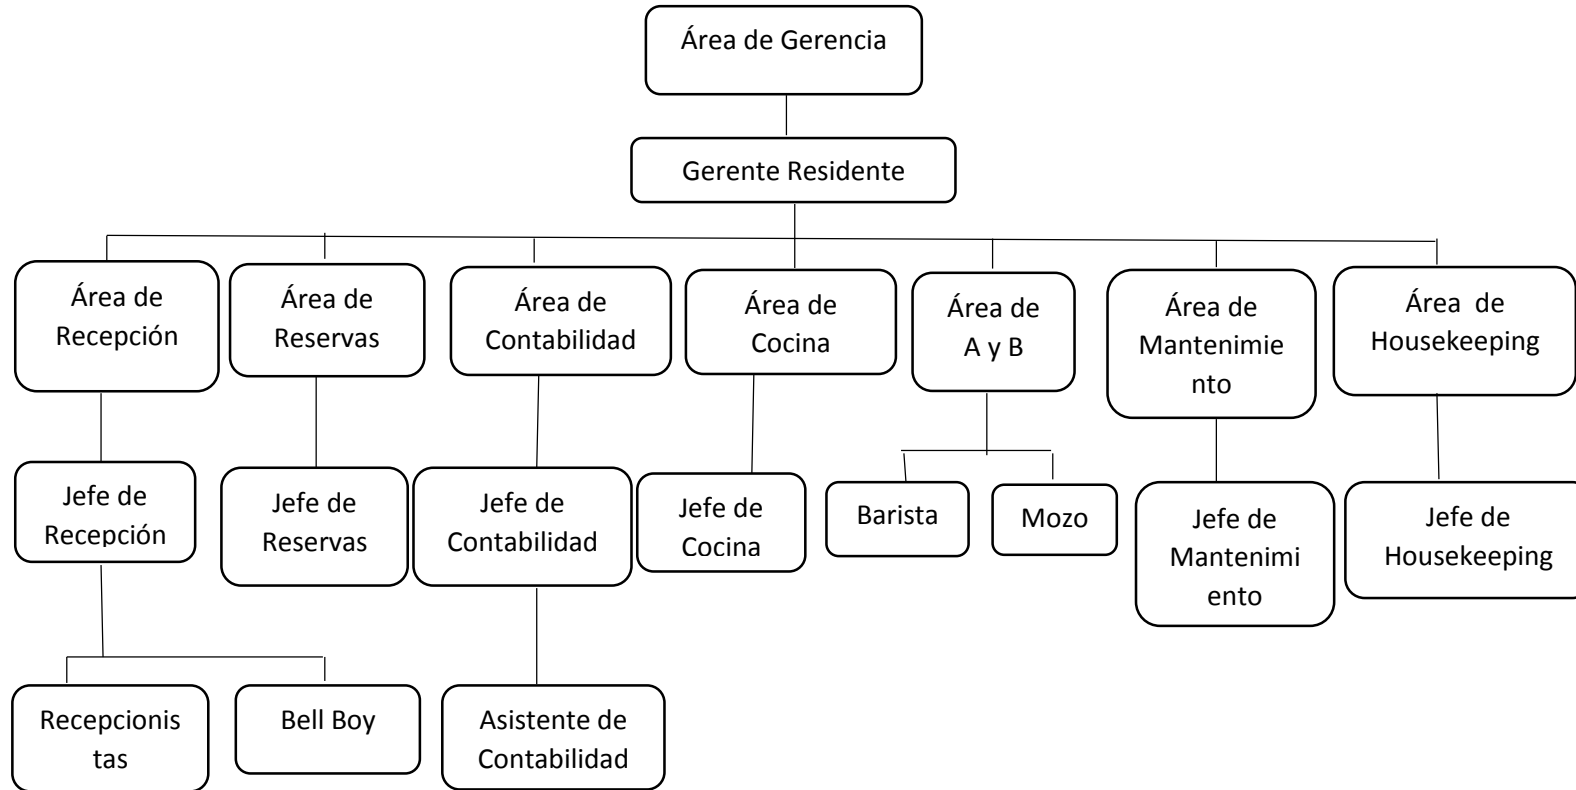 Área de Gerencia
Gerente Residente
Área de
Recepción
Área de
Reservas
Área de
Contabilidad
Área de
Cocina
Área de
A y B
Área de
Mantenimie
nto
Área  de
Housekeeping
Jefe de
Recepción
Jefe de
Reservas
Jefe de
Contabilidad
Jefe de
Cocina
Barista
Mozo
Jefe de
Mantenimi
ento
Jefe de
Housekeeping
Recepcionis
tas
Bell Boy
Asistente de
Contabilidad